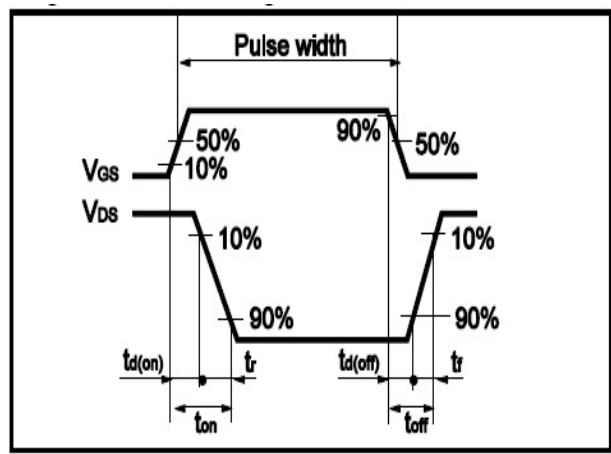 Pulse width
90%
50%
50%
10%
VGS
VDS
10%
10%
90%
90%
td(on)
tr
td(off)
tf
ton
toff